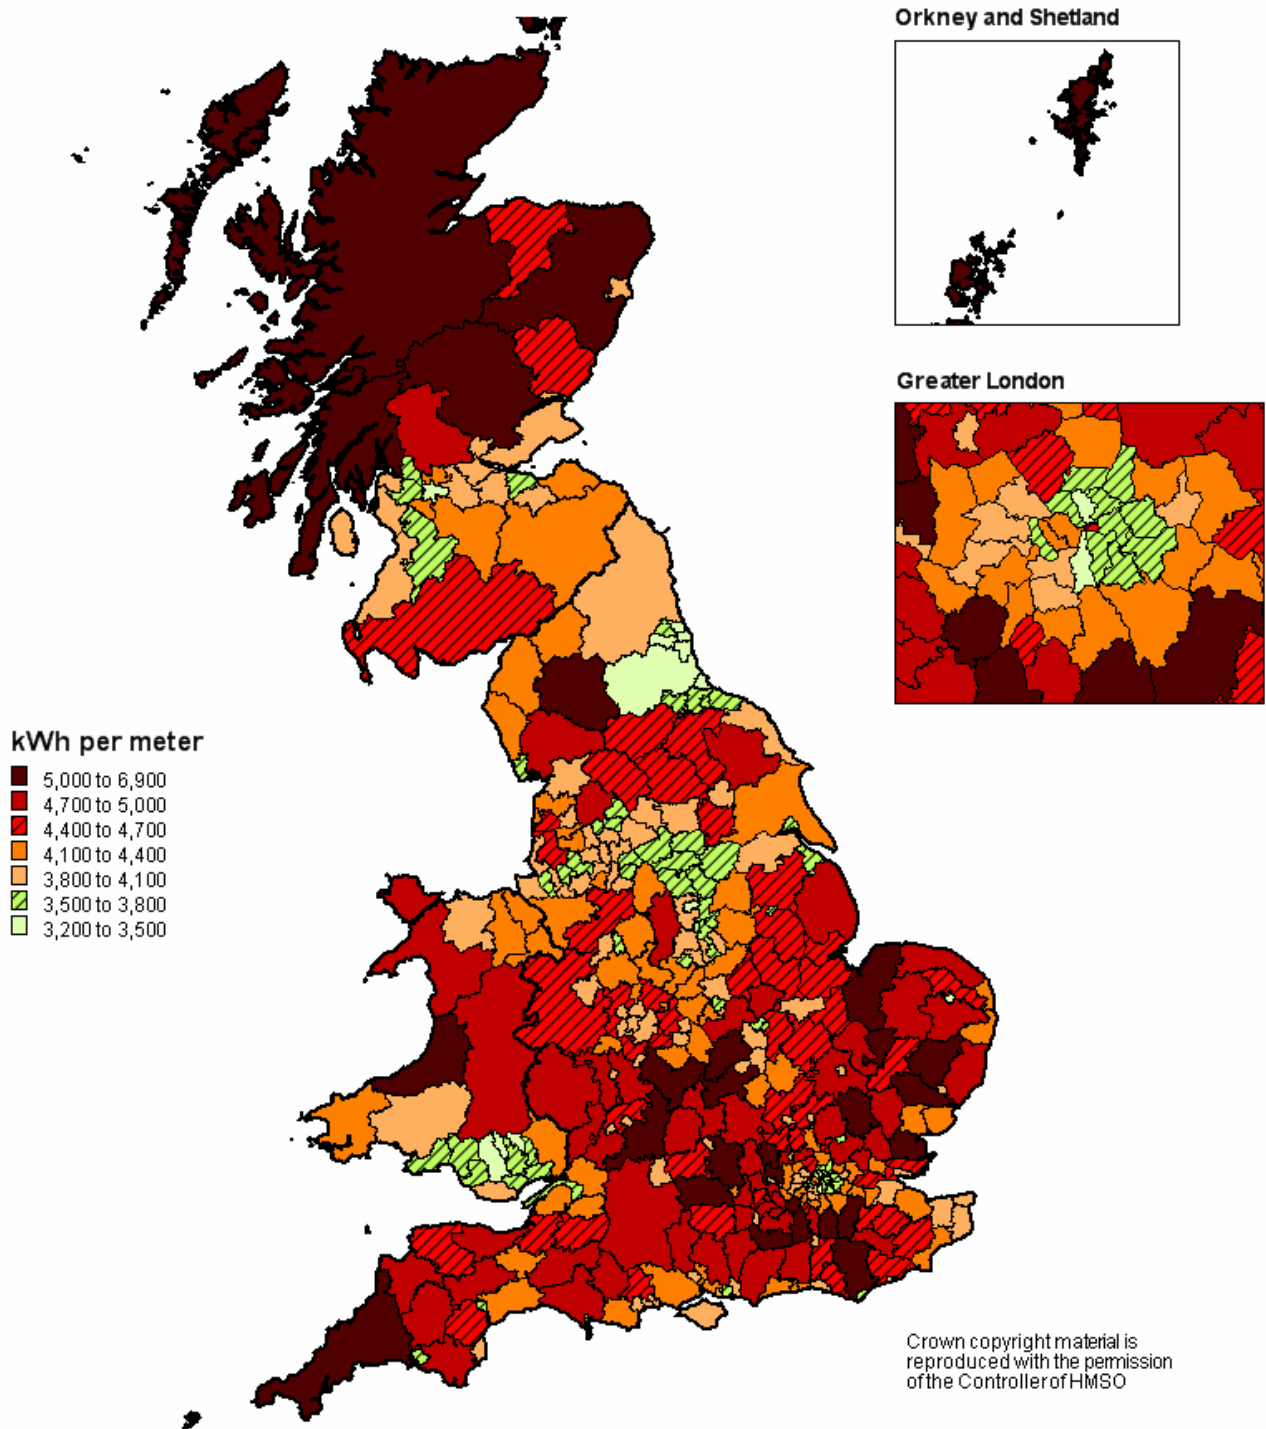 Orkney and Shetland
Greater London
kWh per meter
5,000 to 6,900
4,700 to 5,000
4,400 to 4,700
4,100 to 4,400
3,800 to 4,100
3,500 to 3,800
3,200 to 3,500
Crown copyright material is
reproduced with the permission
of the Controller of HMSO